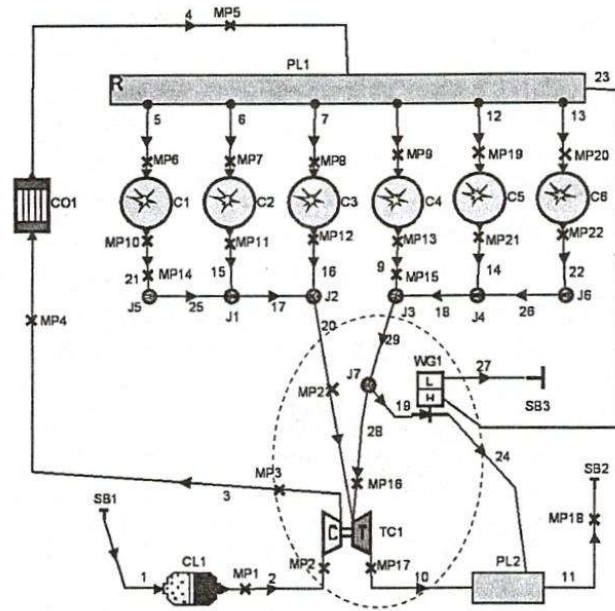 4 MP5
PL1
R 23
5 6 7 12 13
MP6 MP7 MP8 MP9 MP19 MP20
CO1 C1 C2 C3 C4 C5 C6
MP10 MP11 MP12 MP13 MP21 MP22
21 MP14 15 16 9 MP15 14 22
25 17 18 26
J5 J1 J2 J3 J4 J6
MP4
20 29
WG1 27
J7 L
MP2 H SB3
19
28 24
MP3 MP16 SB2
SB1 3
C T TC1 MP18
CL1 MP2 MP17
1 MP1 2 10 PL2 11